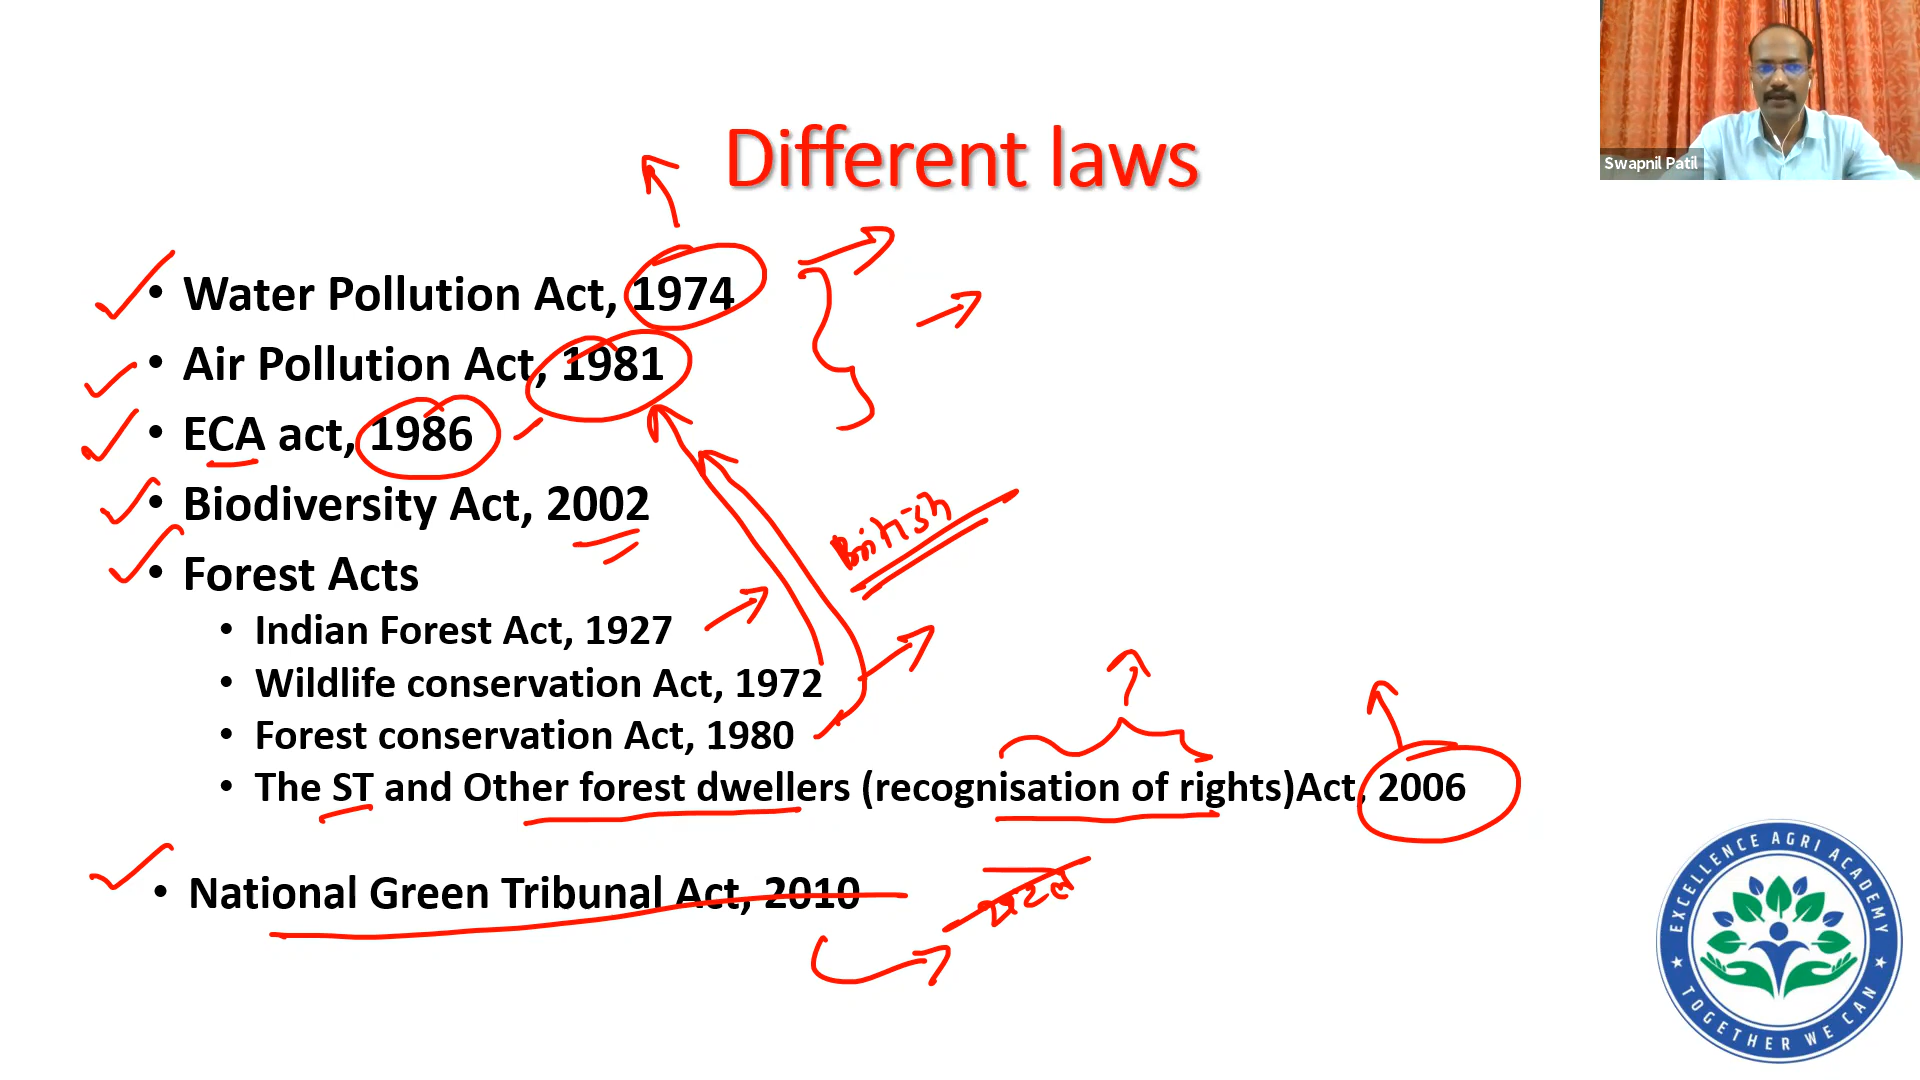 Different laws
Swapnil Patil
• Water Pollution Act, 1974
• Air Pollution Act, 1981
• ECA act, 1986
• Biodiversity Act, 2002
British
• Forest Acts
• Indian Forest Act, 1927
• Wildlife conservation Act, 1972
• Forest conservation Act, 1980
• The ST and Other forest dwellers (recognisation of rights)Act, 2006
• National Green Tribunal Act, 2010
EXCELLENCE AGRI ACADEMY
TOGETHER WE CAN